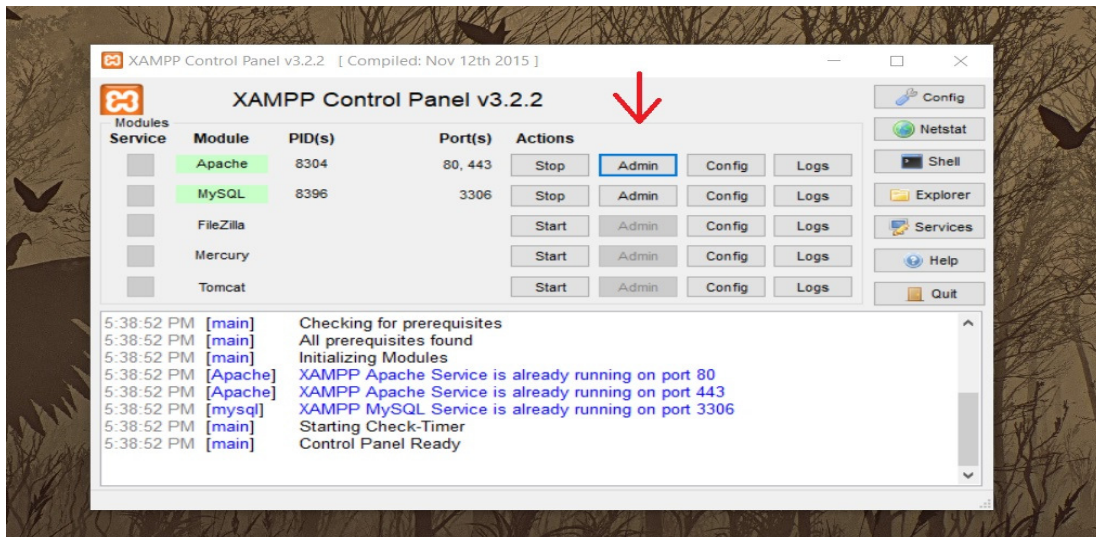 XAMPP Control Panel v3.2.2 [ Compiled: Nov 12th 2015 ]
XAMPP Control Panel v3.2.2
Config
Modules
Service Module PID(s) Port(s) Actions
Netstat
Apache 8304 80, 443 Stop Admin Config Logs
Shell
MySQL 8396 3306 Stop Admin Config Logs
Explorer
FileZilla Start Admin Config Logs
Services
Mercury Start Admin Config Logs
Help
Tomcat Start Admin Config Logs
Quit
5:38:52 PM [main] Checking for prerequisites
5:38:52 PM [main] All prerequisites found
5:38:52 PM [main] Initializing Modules
5:38:52 PM [Apache] XAMPP Apache Service is already running on port 80
5:38:52 PM [Apache] XAMPP Apache Service is already running on port 443
5:38:52 PM [mysql] XAMPP MySQL Service is already running on port 3306
5:38:52 PM [main] Starting Check-Timer
5:38:52 PM [main] Control Panel Ready